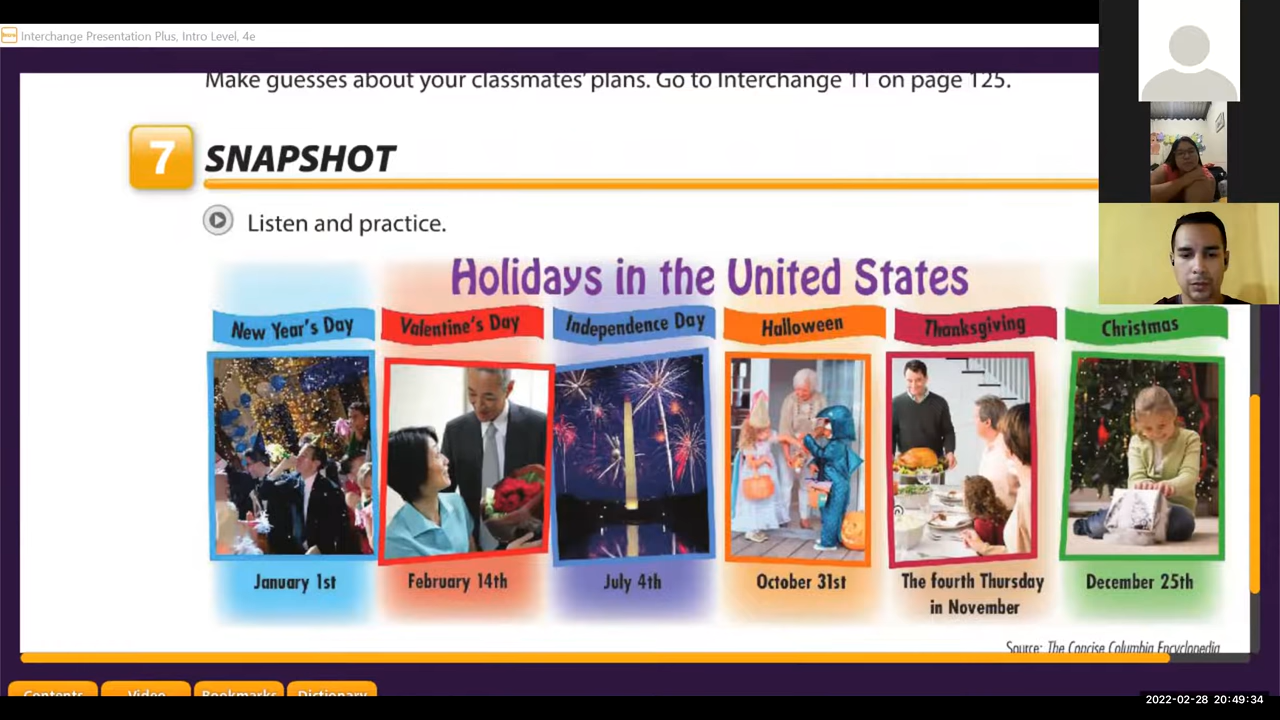 Interchange Presentation Plus, Intro Level, 4e
Make guesses about your classmates' plans. Go to Interchange 11 on page 125.
7 SNAPSHOT
Listen and practice.
Holidays in the United States
New Year's Day Valentine's Day Independence Day Halloween Thanksgiving Christmas
January 1st February 14th July 4th October 31st The fourth Thursday December 25th
in November
Source: The Concise Columbia Encyclopedia
Contents Video Bookmarks Dictionary
2022-02-28 20:49:34